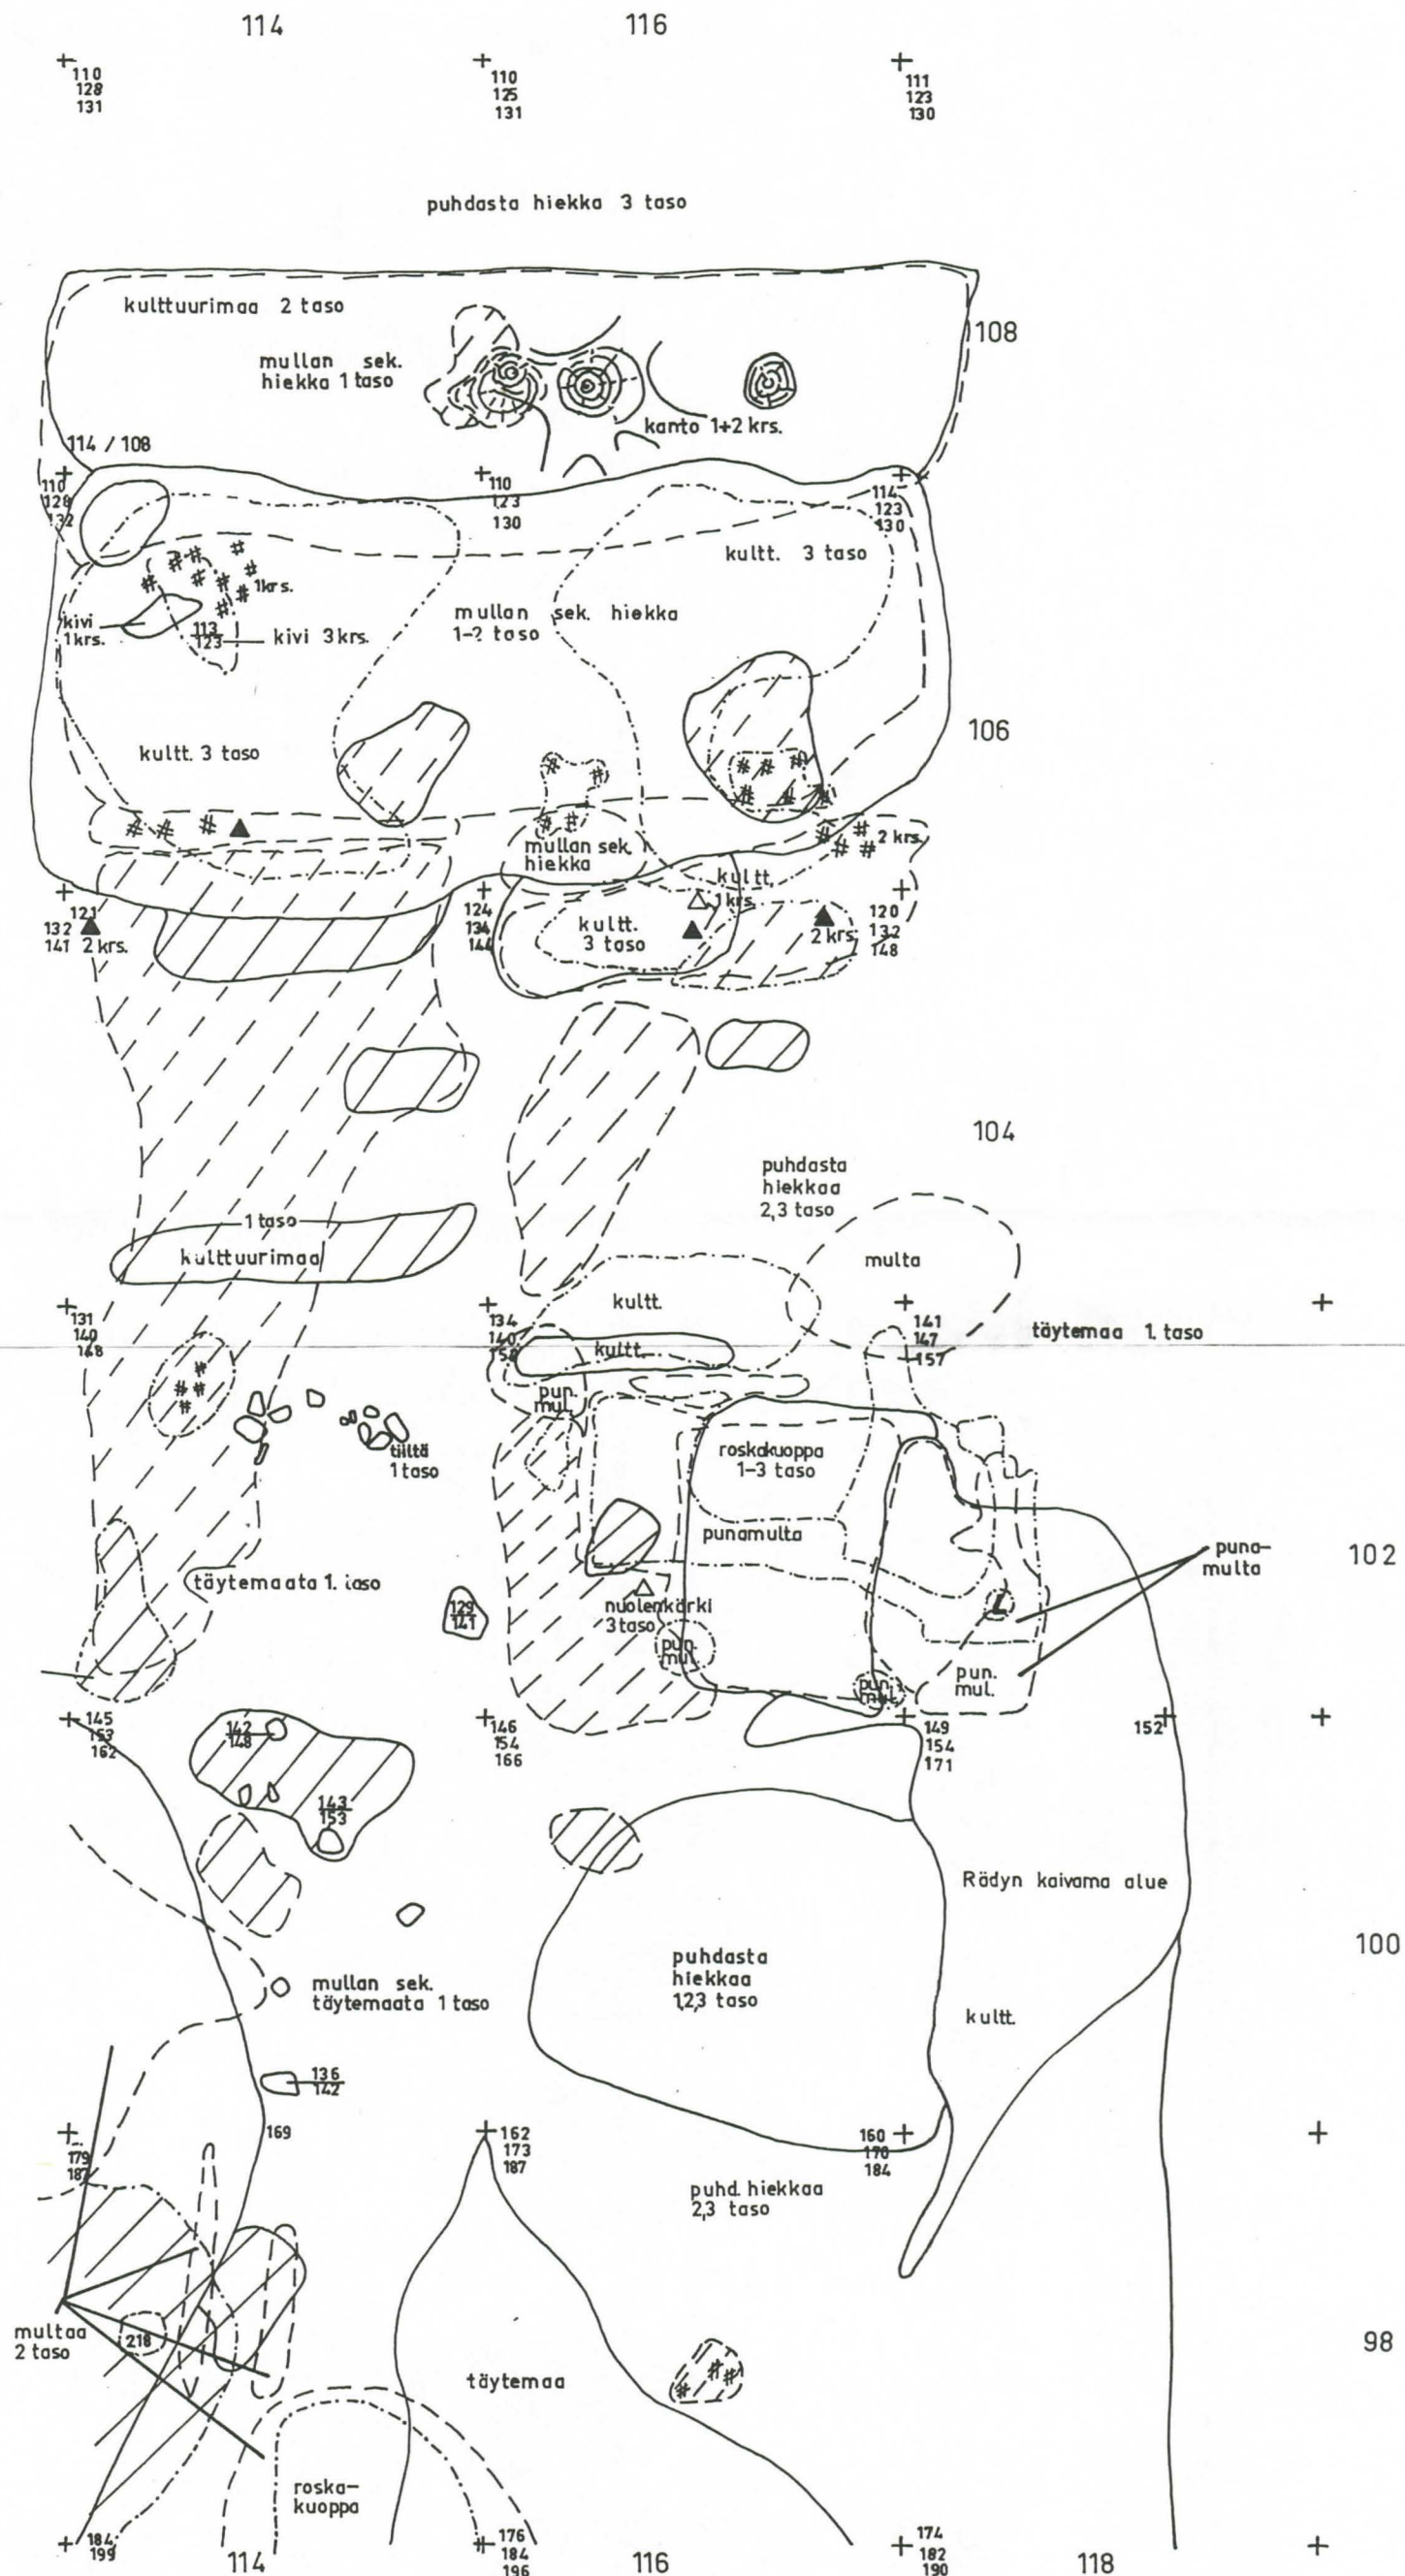 114
116
110
128
131
110
125
131
111
123
130
puhdasta hiekka 3 taso
kulttuurimaa 2 taso
108
mullan sek.
hiekka 1 taso
kanto 1+2 krs.
114 / 108
110
128
132
110
123
130
114
123
130
kultt. 3 taso
1krs.
kivi
1krs.
113
123
kivi 3krs.
mullan sek. hiekka
1-? taso
106
kultt. 3 taso
mullan sek.
hiekka
2 krs.
kultt.
1krs.
121
132
141
2 krs.
124
134
144
kultt.
3 taso
2 krs.
120
132
148
104
puhdasta
hiekkaa
2,3 taso
1 taso
kulttuurimaa
multa
kultt.
131
140
148
134
140
158
141
147
157
täytemaa 1. taso
kultt.
pun.
mul.
tiiltä
1 taso
roskakuoppa
1-3 taso
punamulta
102
puna-
multa
täytemaata 1. taso
129
141
nuolenkärki
3 taso
pun.
mul.
pun.
mul.
pun.
mul.
145
153
162
142
148
146
154
166
149
154
171
152
143
153
Rädyn kaivama alue
100
puhdasta
hiekkaa
1,2,3 taso
mullan sek.
täytemaata 1 taso
kultt.
136
142
169
179
187
162
173
187
160
170
184
puhd. hiekkaa
2,3 taso
multaa
2 taso
218
98
täytemaa
roska-
kuoppa
184
199
114
176
184
196
116
174
182
190
118